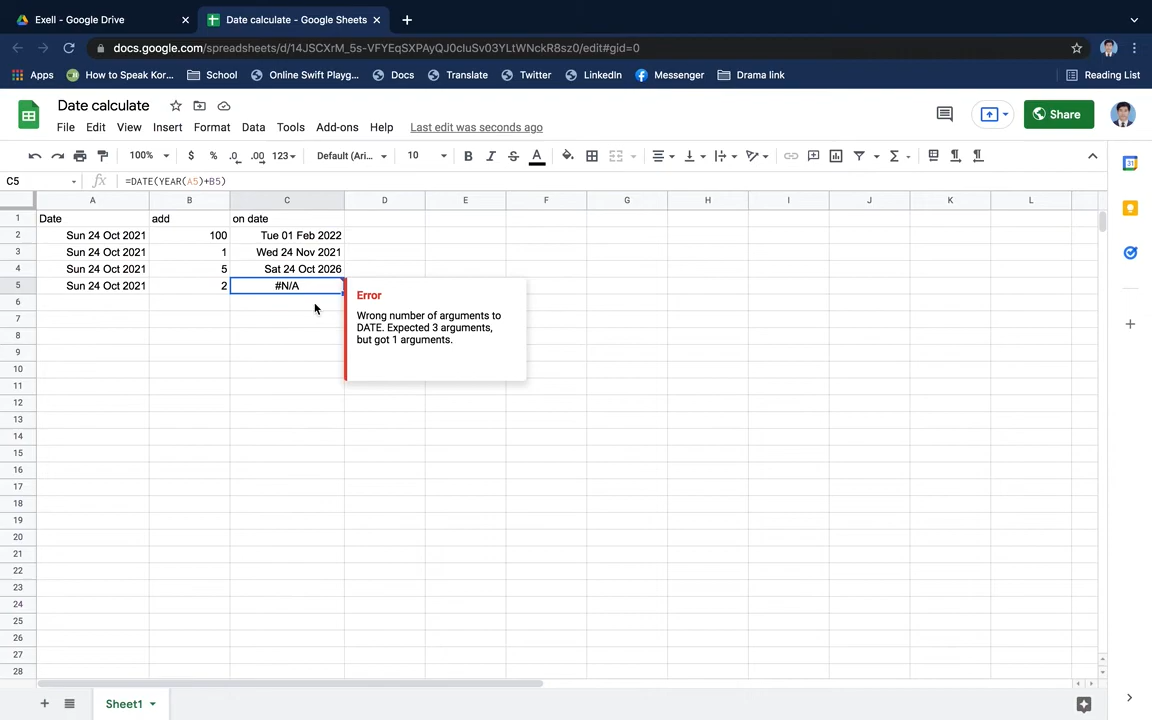 Exell - Google Drive
Date calculate - Google Sheets
docs.google.com/spreadsheets/d/14JSCXrM_5s-VFYEqSXPAyQJ0cIuSv03YLtWNckR8sz0/edit#gid=0
Apps How to Speak Kor... School Online Swift Playg... Docs Translate Twitter LinkedIn Messenger Drama link Reading List
Date calculate
File Edit View Insert Format Data Tools Add-ons Help Last edit was seconds ago
Share
100% $ % .0 .00 123 Default (Ari... 10 B I S A
C5 fx =DATE(YEAR(A5)+B5)
A B C D E F G H I J K L
1 Date add on date
2 Sun 24 Oct 2021 100 Tue 01 Feb 2022
3 Sun 24 Oct 2021 1 Wed 24 Nov 2021
4 Sun 24 Oct 2021 5 Sat 24 Oct 2026
5 Sun 24 Oct 2021 2 #N/A
Error
Wrong number of arguments to
DATE. Expected 3 arguments,
but got 1 arguments.
6
7
8
9
10
11
12
13
14
15
16
17
18
19
20
21
22
23
24
25
26
27
28
Sheet1
31